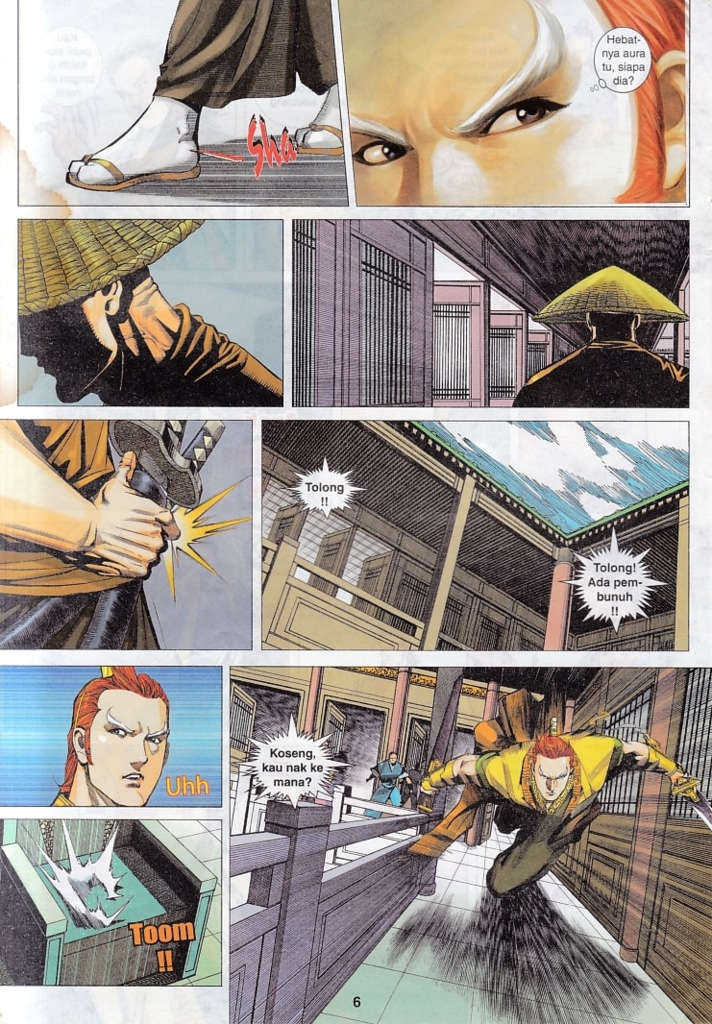 Sha
Hebat-
nya aura
tu, siapa
dia?
Tolong
!!
Tolong!
Ada pem-
bunuh
!!
Uhh
Toom
!!
Koseng,
kau nak ke
mana?
6